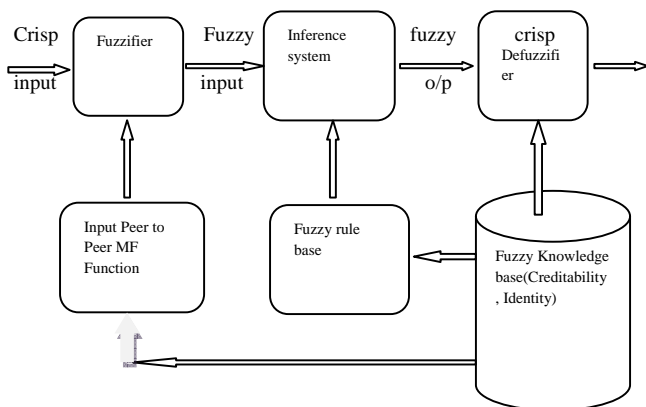 Crisp
input
Fuzzifier
Fuzzy
input
Inference
system
fuzzy
o/p
crisp
Defuzzifi
er
Input Peer to
Peer MF
Function
Fuzzy rule
base
Fuzzy Knowledge
base(Creditability
, Identity)